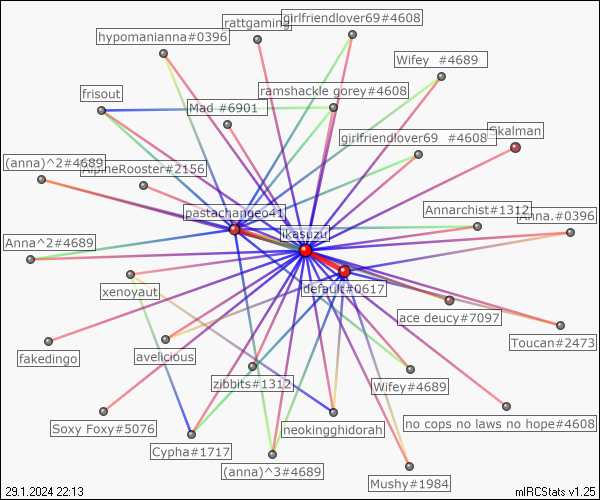 rattgaming
girlfriendlover69#4608
hypomanianna#0396
Wifey #4689
frisout
ramshackle gorey#4608
Mad #6901
girlfriendlover69 #4608
Skalman
(anna)^2#4689
AlpineRooster#2156
pastachangeo41
Annarchist#1312
Anna.#0396
ikasuzu
Anna^2#4689
default#0617
xenoyaut
ace deucy#7097
Toucan#2473
fakedingo
avelicious
zibbits#1312
Wifey#4689
no cops no laws no hope#4608
Soxy Foxy#5076
neokingghidorah
Cypha#1717
(anna)^3#4689
Mushy#1984
29.1.2024 22:13
mIRCStats v1.25